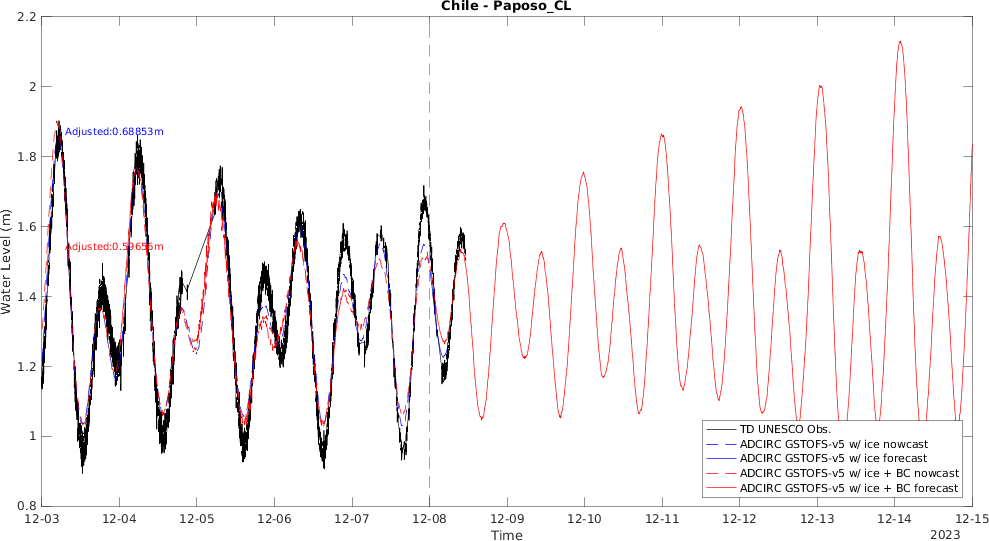 Chile - Paposo_CL
2.2
2
1.8
1.6
1.4
1.2
1
0.8
Water Level (m)
Adjusted:0.68853m
Adjusted:0.59655m
TD UNESCO Obs.
ADCIRC GSTOFS-v5 w/ ice nowcast
ADCIRC GSTOFS-v5 w/ ice forecast
ADCIRC GSTOFS-v5 w/ ice + BC nowcast
ADCIRC GSTOFS-v5 w/ ice + BC forecast
12-03 12-04 12-05 12-06 12-07 12-08 12-09 12-10 12-11 12-12 12-13 12-14 12-15
Time
2023